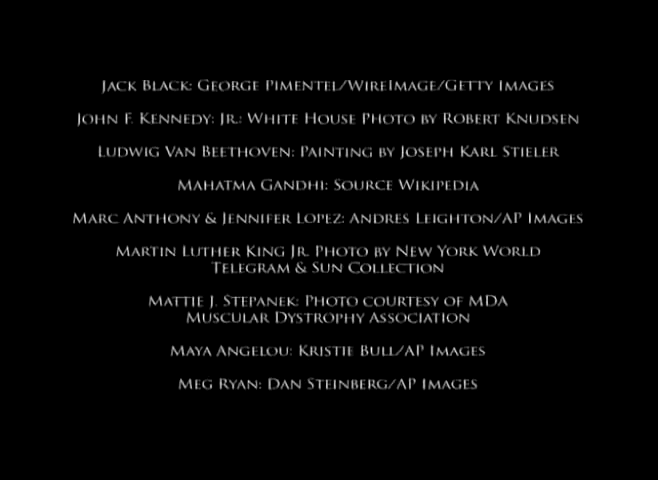 Jack Black: George Pimentel/WireImage/Getty Images
John F. Kennedy: Jr.: White House Photo by Robert Knudsen
Ludwig Van Beethoven: Painting by Joseph Karl Stieler
Mahatma Gandhi: Source Wikipedia
Marc Anthony & Jennifer Lopez: Andres Leighton/AP Images
Martin Luther King Jr. Photo by New York World
Telegram & Sun Collection
Mattie J. Stepanek: Photo courtesy of MDA
Muscular Dystrophy Association
Maya Angelou: Kristie Bull/AP Images
Meg Ryan: Dan Steinberg/AP Images